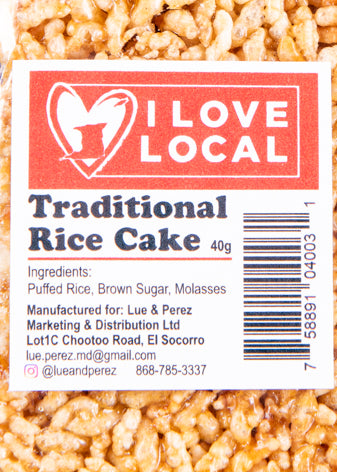 I LOVE
LOCAL
Traditional
Rice Cake 40g
Ingredients:
Puffed Rice, Brown Sugar, Molasses
Manufactured for: Lue & Perez
Marketing & Distribution Ltd
Lot1C Chootoo Road, El Socorro
lue.perez.md@gmail.com
@lueandperez 868-785-3337
7 58891 04003 1